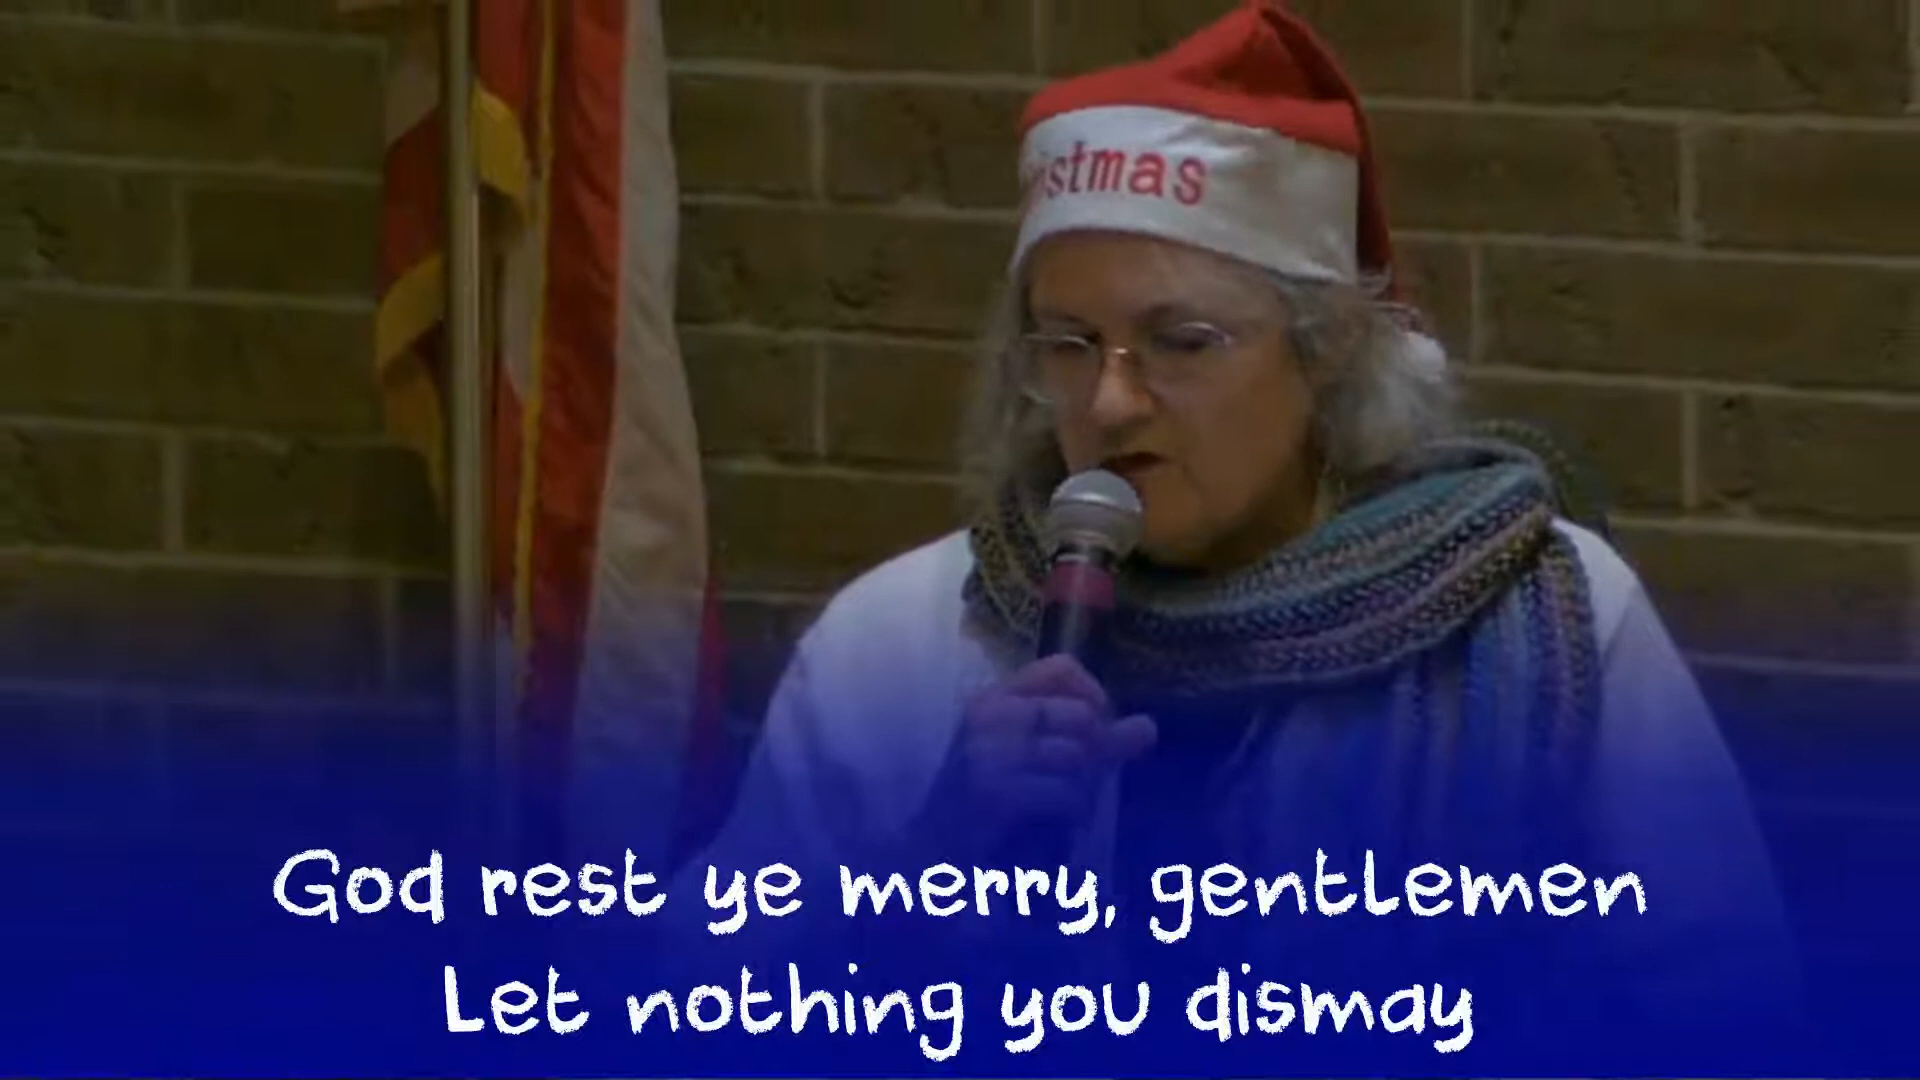 istmas
God rest ye merry, gentlemen
Let nothing you dismay